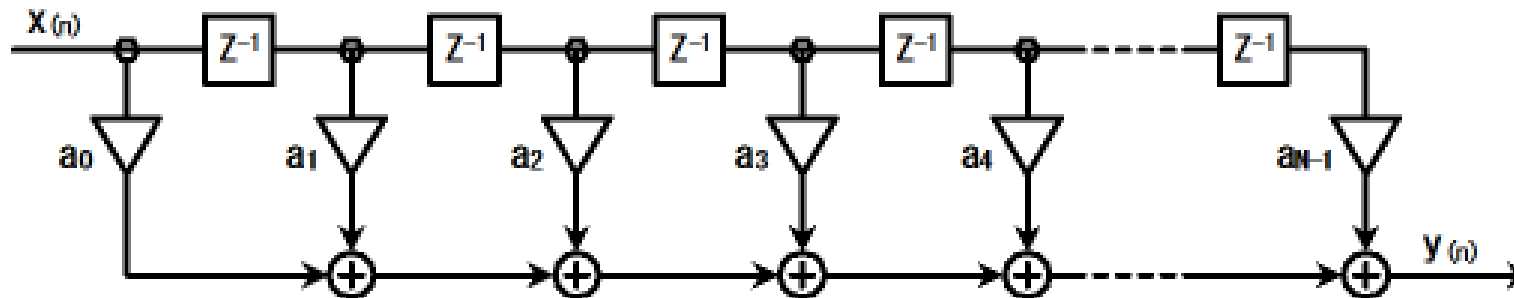 x(n)
Z⁻¹ Z⁻¹ Z⁻¹ Z⁻¹ Z⁻¹
a₀ a₁ a₂ a₃ a₄ aN-1
y(n)